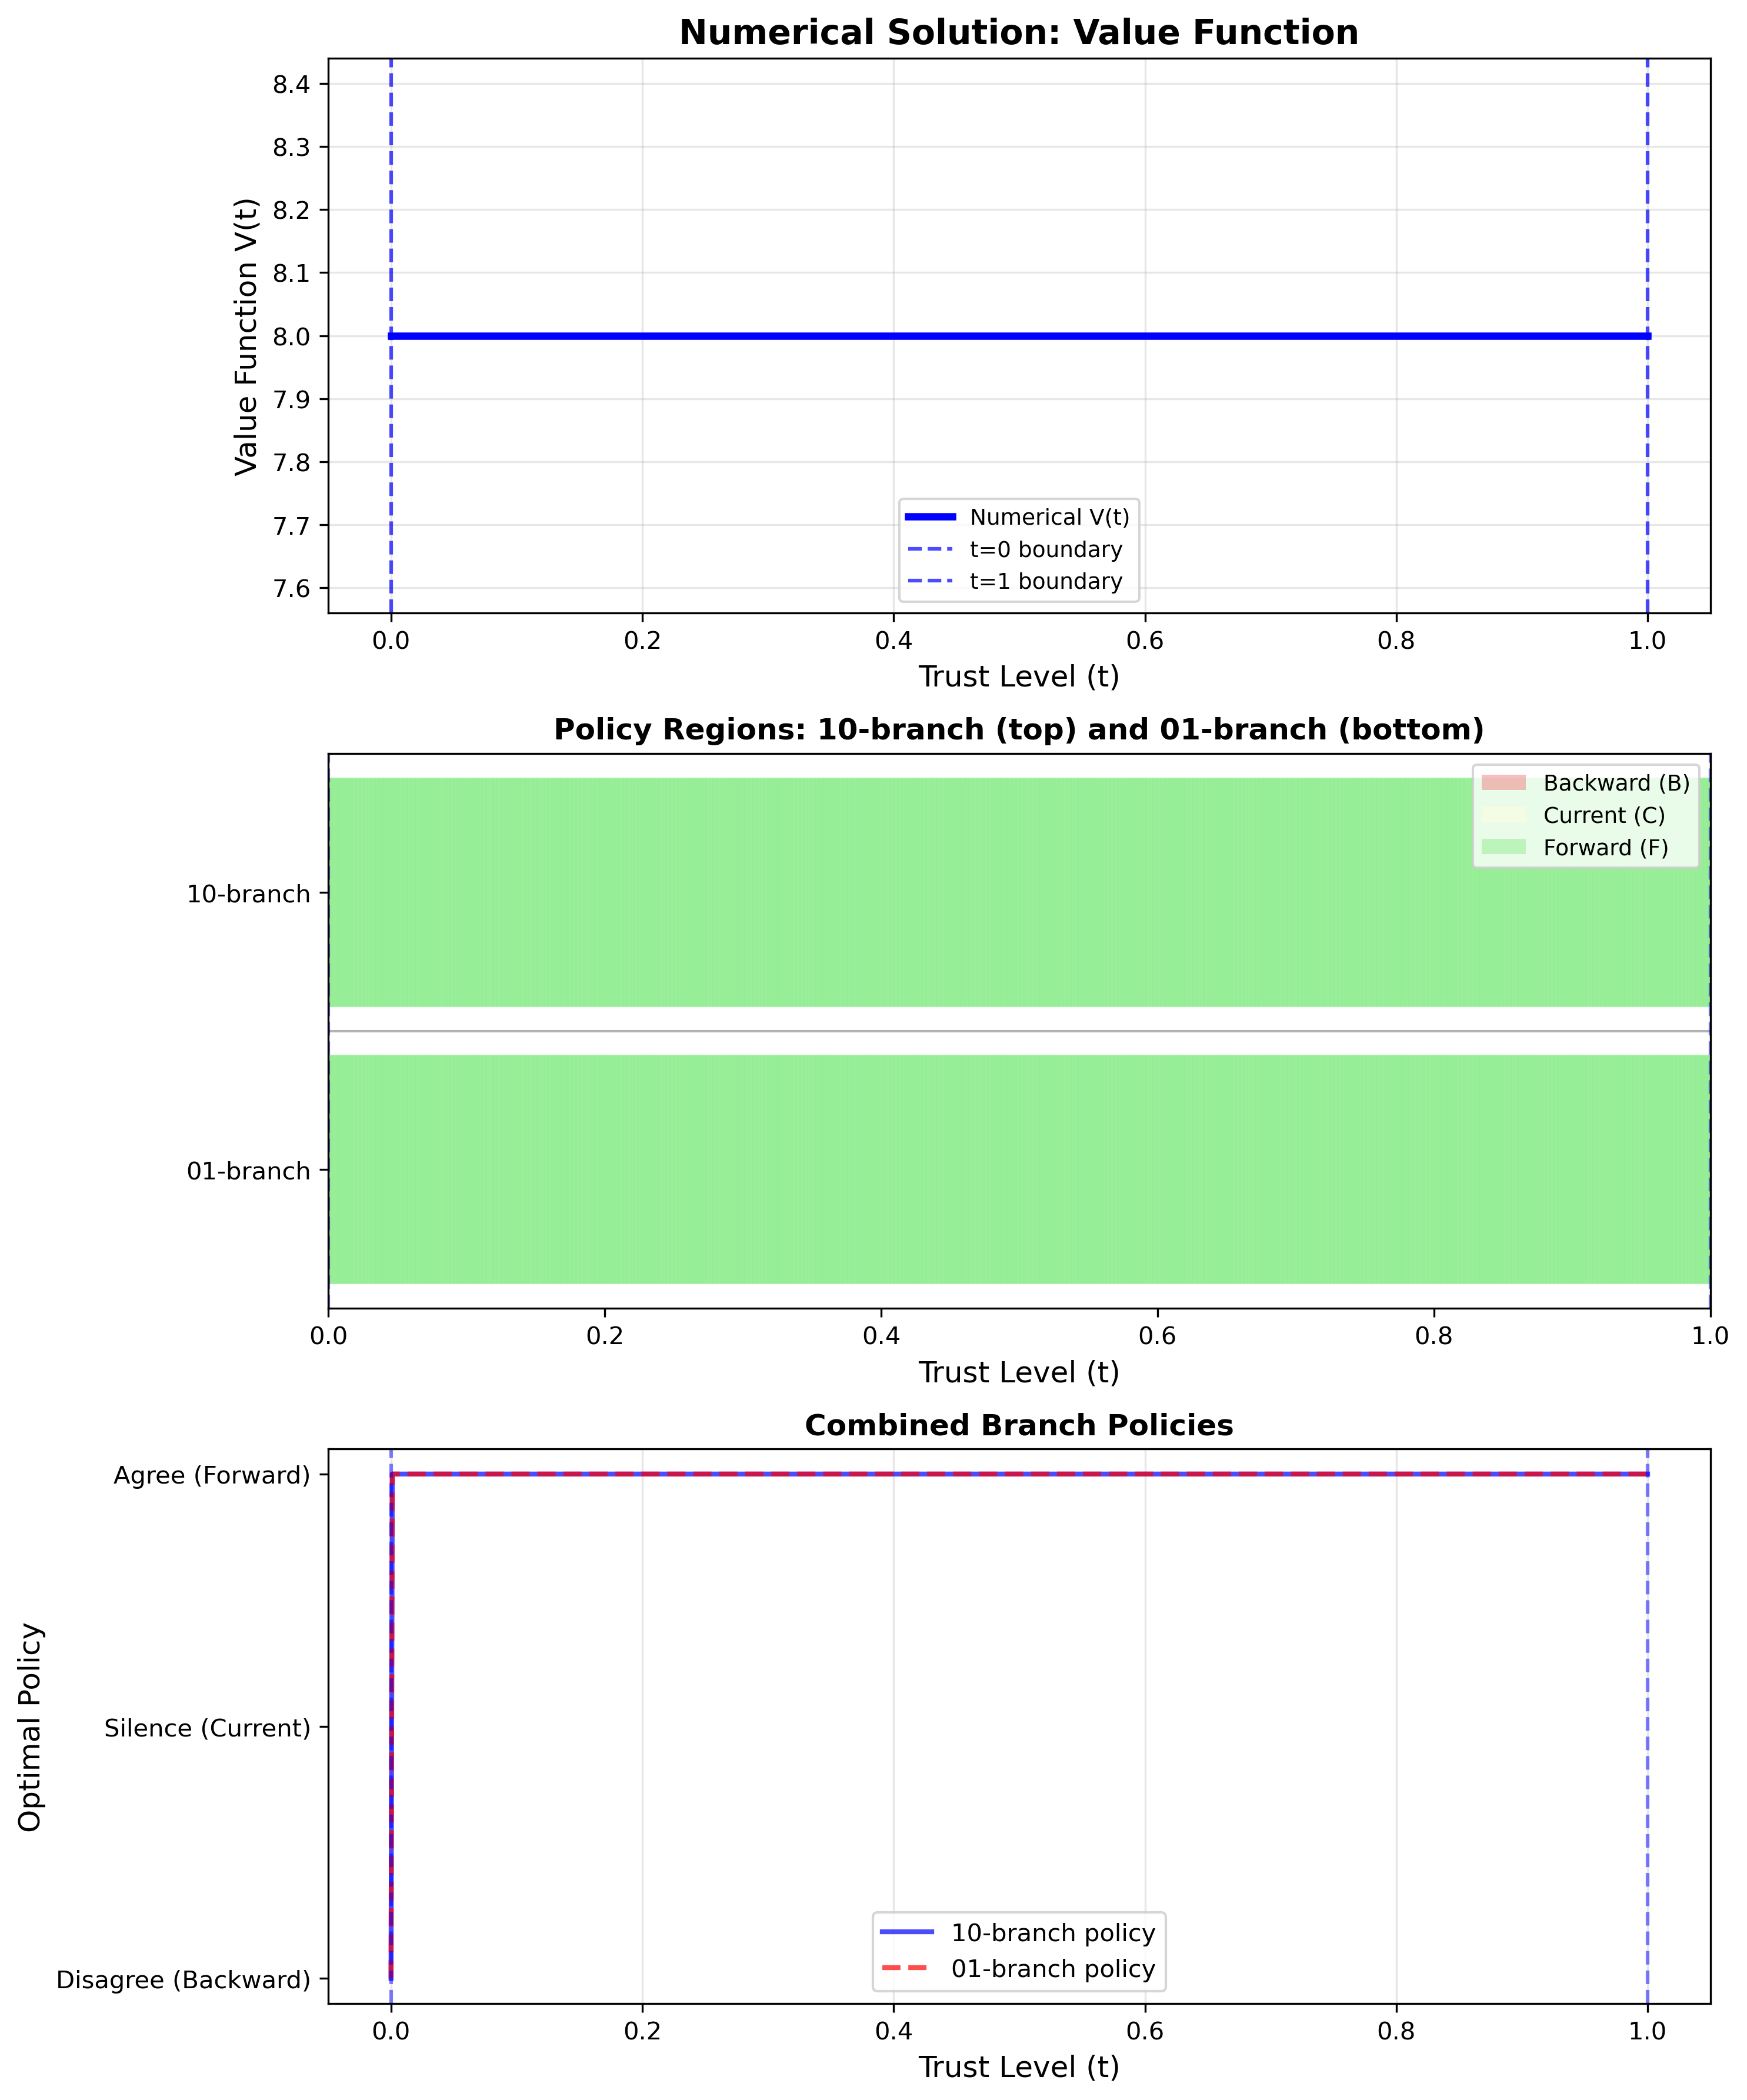 Numerical Solution: Value Function
Value Function V(t)
8.4
8.3
8.2
8.1
8.0
7.9
7.8
7.7
7.6
Numerical V(t)
t=0 boundary
t=1 boundary
0.0 0.2 0.4 0.6 0.8 1.0
Trust Level (t)
Policy Regions: 10-branch (top) and 01-branch (bottom)
Backward (B)
Current (C)
Forward (F)
10-branch
01-branch
0.0 0.2 0.4 0.6 0.8 1.0
Trust Level (t)
Combined Branch Policies
Optimal Policy
Agree (Forward)
Silence (Current)
Disagree (Backward)
10-branch policy
01-branch policy
0.0 0.2 0.4 0.6 0.8 1.0
Trust Level (t)